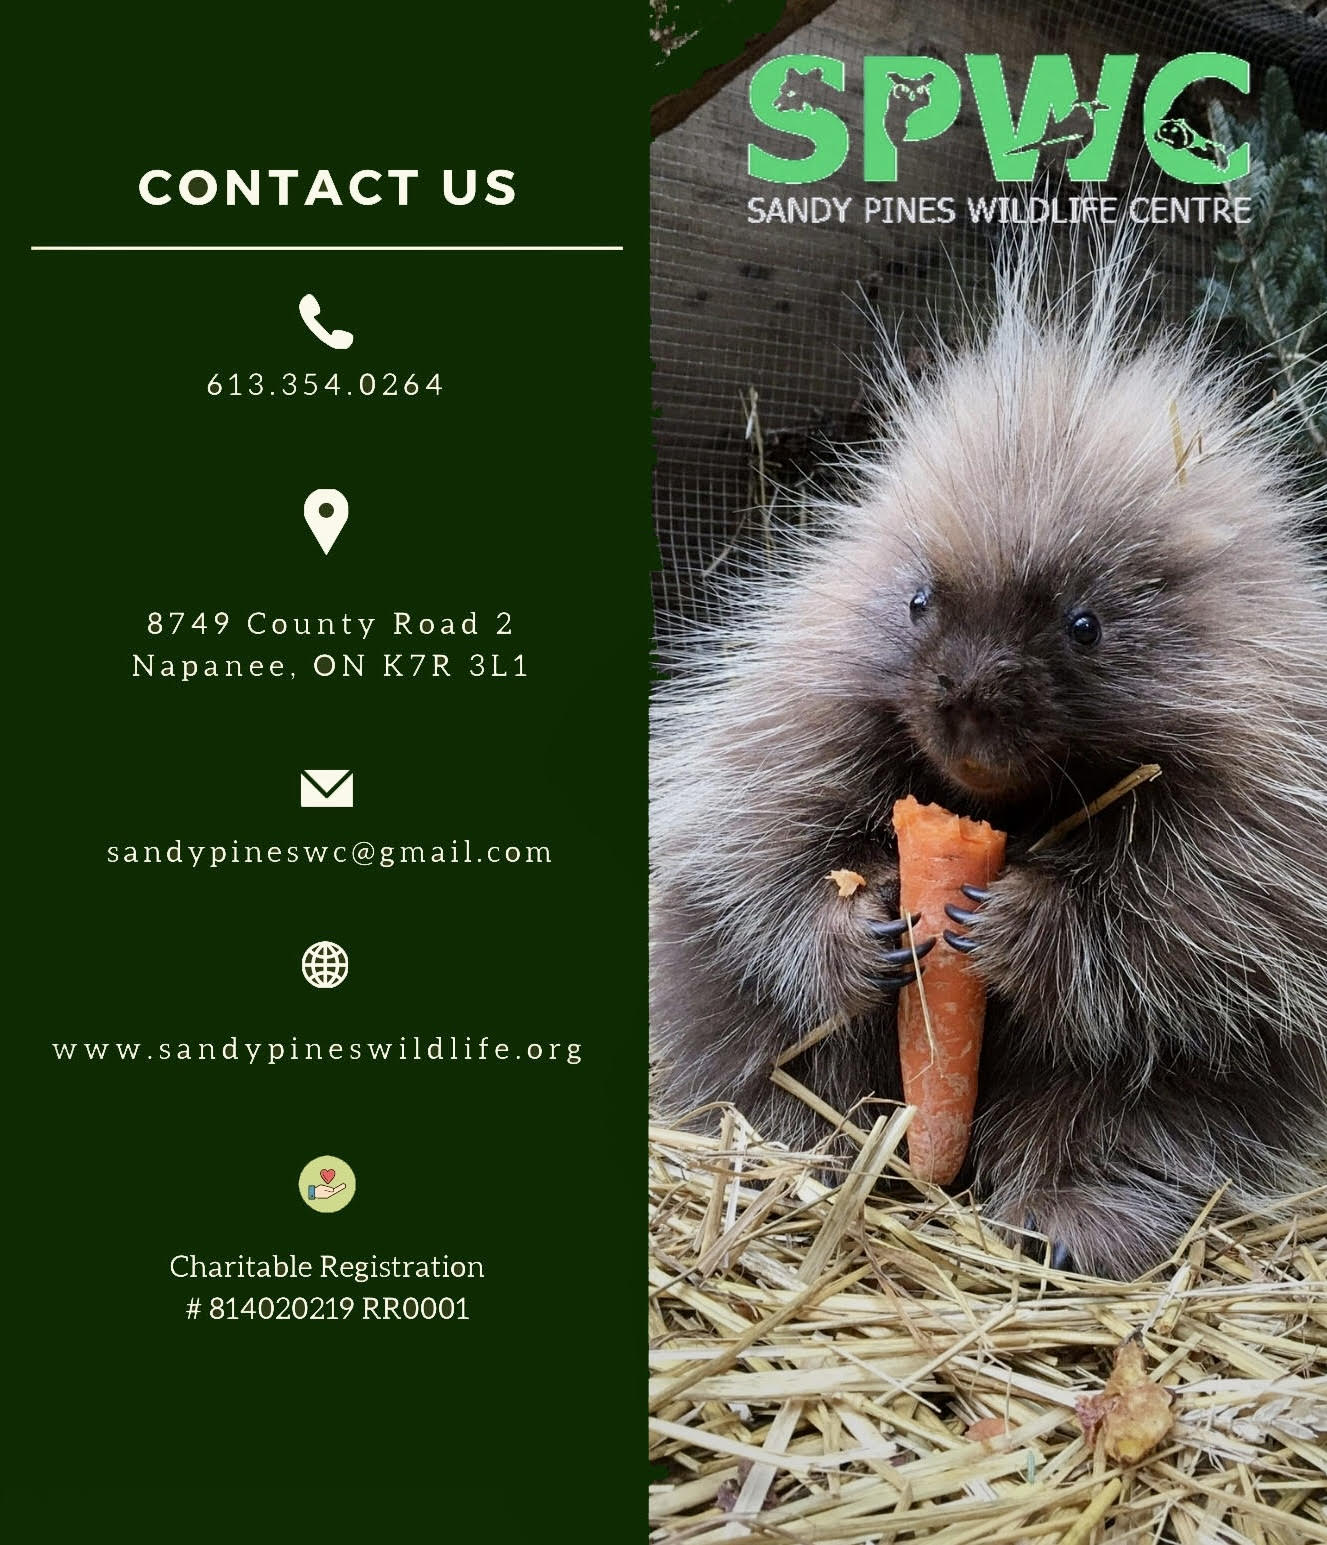 CONTACT US
613.354.0264
8749 County Road 2
Napanee, ON K7R 3L1
sandypineswc@gmail.com
www.sandypineswildlife.org
Charitable Registration
# 814020219 RR0001
SPWC
SANDY PINES WILDLIFE CENTRE